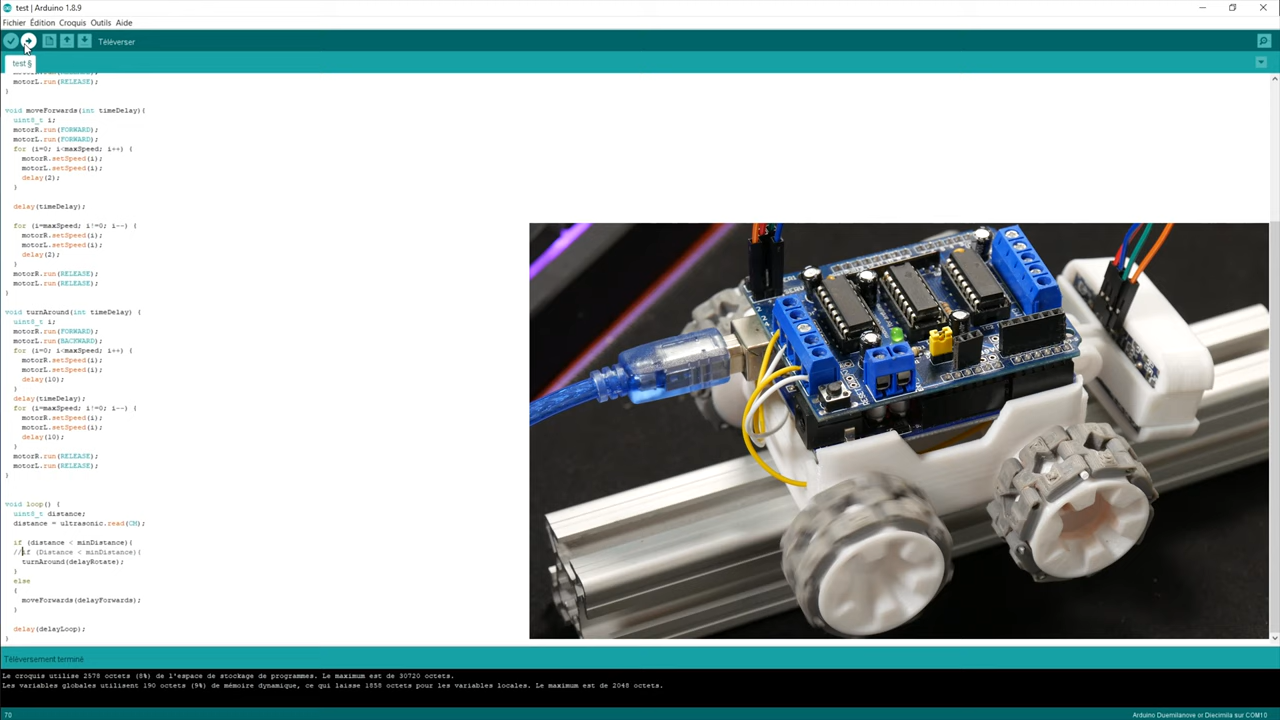 test | Arduino 1.8.9
Fichier Édition Croquis Outils Aide
Téléverser
test §
motorL.run(RELEASE);
}
void moveForwards(int timeDelay){
uint8_t i;
motorR.run(FORWARD);
motorL.run(FORWARD);
for (i=0; i<maxSpeed; i++) {
motorR.setSpeed(i);
motorL.setSpeed(i);
delay(2);
}
delay(timeDelay);
for (i=maxSpeed; i!=0; i--) {
motorR.setSpeed(i);
motorL.setSpeed(i);
delay(2);
}
motorR.run(RELEASE);
motorL.run(RELEASE);
}
void turnAround(int timeDelay) {
uint8_t i;
motorR.run(FORWARD);
motorL.run(BACKWARD);
for (i=0; i<maxSpeed; i++) {
motorR.setSpeed(i);
motorL.setSpeed(i);
delay(10);
}
delay(timeDelay);
for (i=maxSpeed; i!=0; i--) {
motorR.setSpeed(i);
motorL.setSpeed(i);
delay(10);
}
motorR.run(RELEASE);
motorL.run(RELEASE);
}
void loop() {
uint8_t distance;
distance = ultrasonic.read(CM);
if (distance < minDistance){
//if (Distance < minDistance){
turnAround(delayRotate);
}
else
{
moveForwards(delayForwards);
}
delay(delayLoop);
}
Téléversement terminé
Le croquis utilise 2578 octets (8%) de l'espace de stockage de programmes. Le maximum est de 30720 octets.
Les variables globales utilisent 190 octets (9%) de mémoire dynamique, ce qui laisse 1858 octets pour les variables locales. Le maximum est de 2048 octets.
70
Arduino Duemilanove or Diecimila sur COM10